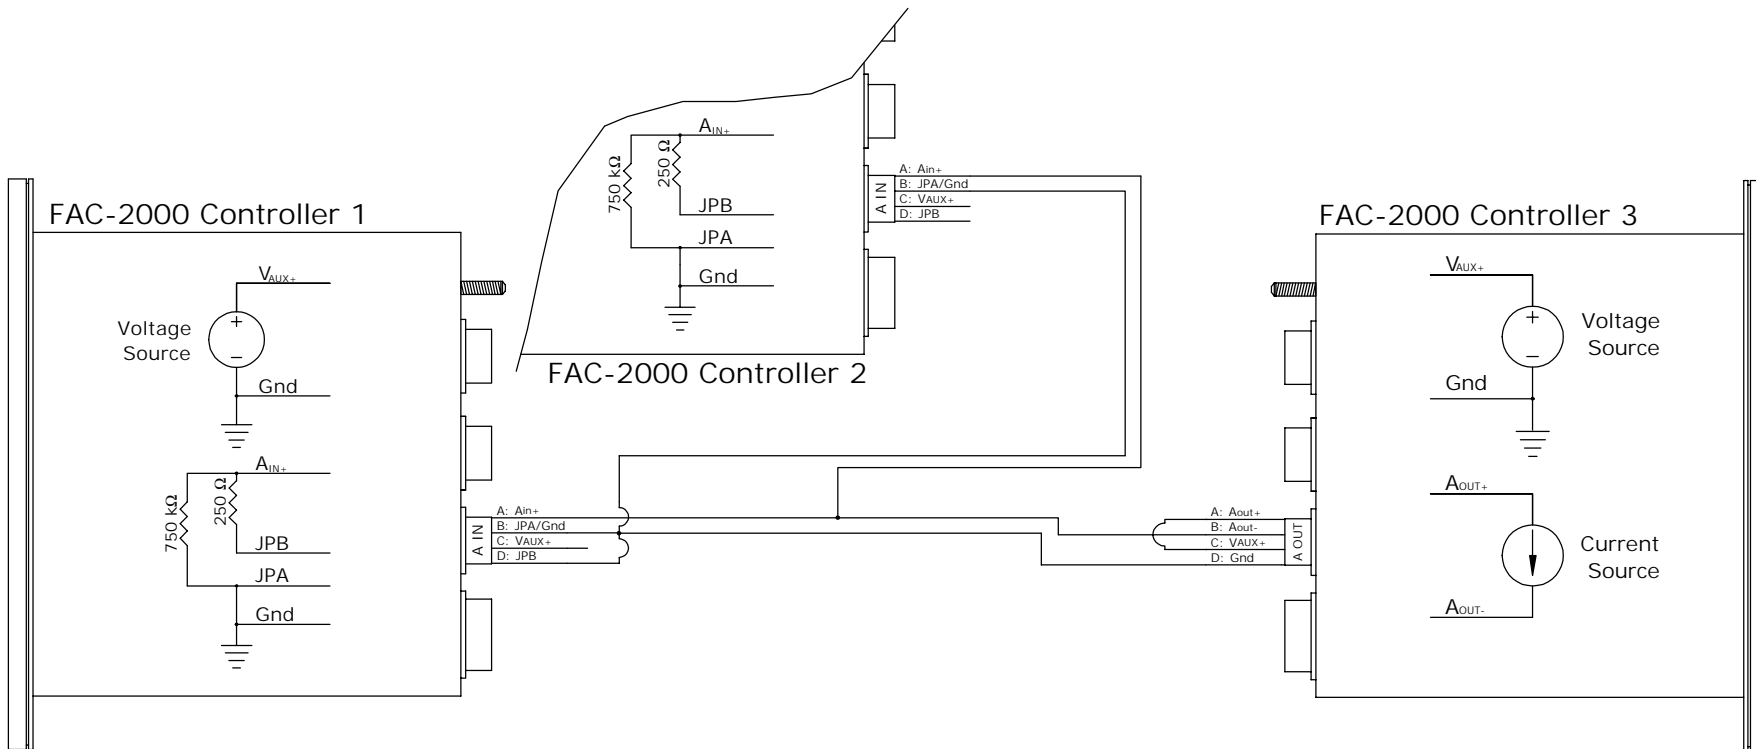 FAC-2000 Controller 1
VAUX+
Voltage
Source
+
−
Gnd
AIN+
750 kΩ
250 Ω
JPB
JPA
Gnd
A IN
A: Ain+
B: JPA/Gnd
C: VAUX+
D: JPB
AIN+
750 kΩ
250 Ω
JPB
JPA
Gnd
A IN
A: Ain+
B: JPA/Gnd
C: VAUX+
D: JPB
FAC-2000 Controller 2
FAC-2000 Controller 3
VAUX+
+
−
Voltage
Source
Gnd
AOUT+
Current
Source
AOUT-
A: Aout+
B: Aout-
C: VAUX+
D: Gnd
A OUT